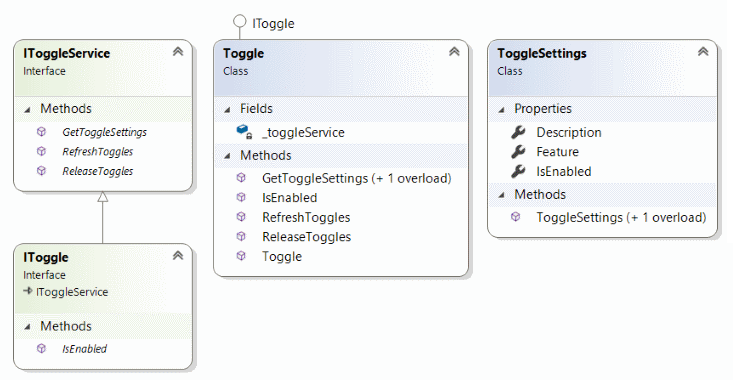 IToggleService
Interface
Methods
GetToggleSettings
RefreshToggles
ReleaseToggles
IToggle
Interface
IToggleService
Methods
IsEnabled
IToggle
Toggle
Class
Fields
_toggleService
Methods
GetToggleSettings (+ 1 overload)
IsEnabled
RefreshToggles
ReleaseToggles
Toggle
ToggleSettings
Class
Properties
Description
Feature
IsEnabled
Methods
ToggleSettings (+ 1 overload)